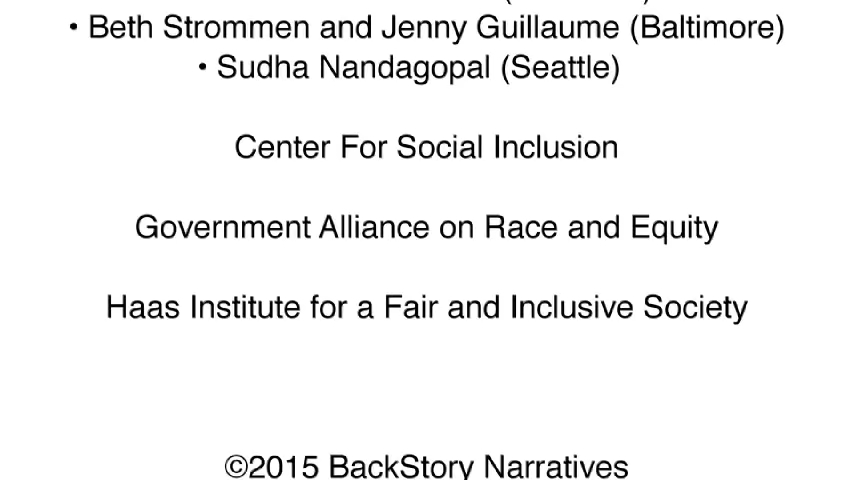 • Beth Strommen and Jenny Guillaume (Baltimore)
• Sudha Nandagopal (Seattle)
Center For Social Inclusion
Government Alliance on Race and Equity
Haas Institute for a Fair and Inclusive Society
©2015 BackStory Narratives